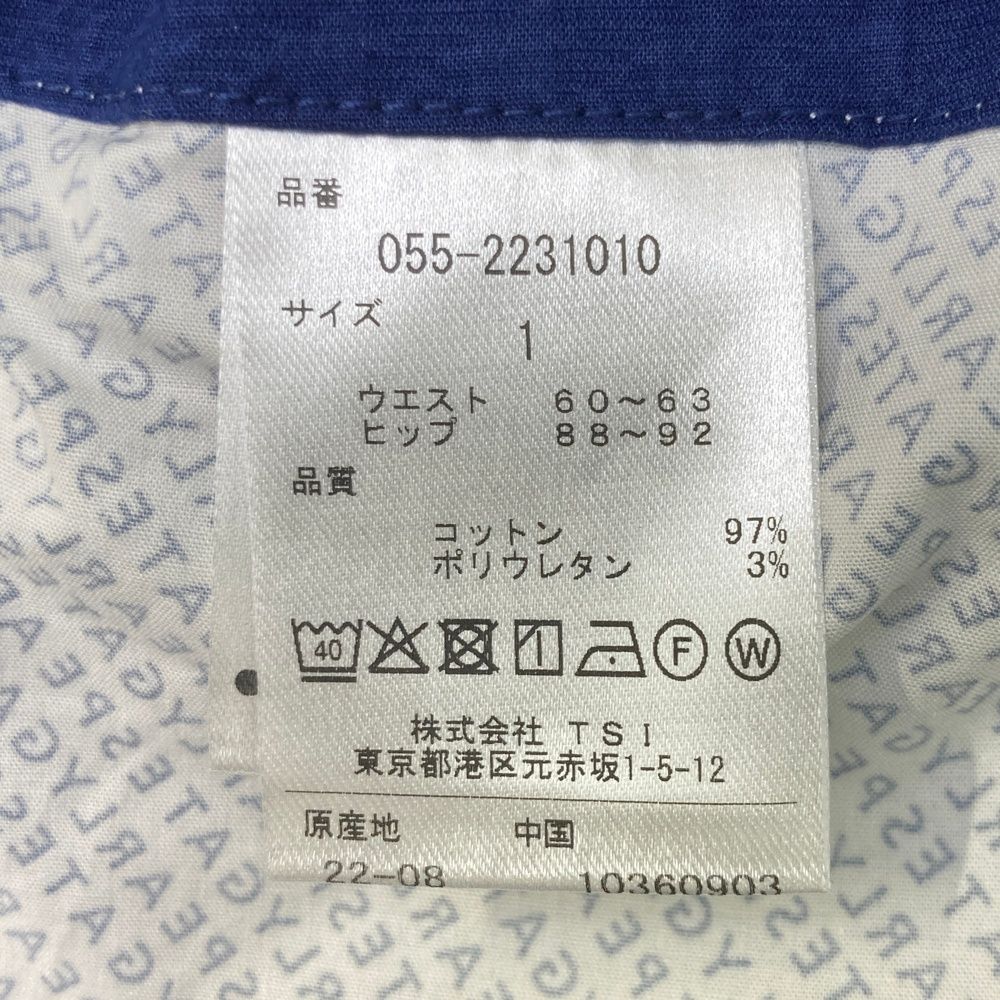 品番
055-2231010
サイズ
1
ウエスト 60〜63
ヒップ 88〜92
品質
コットン 97%
ポリウレタン 3%
40
F W
株式会社 TSI
東京都港区元赤坂1-5-12
原産地 中国
22-08 10360903